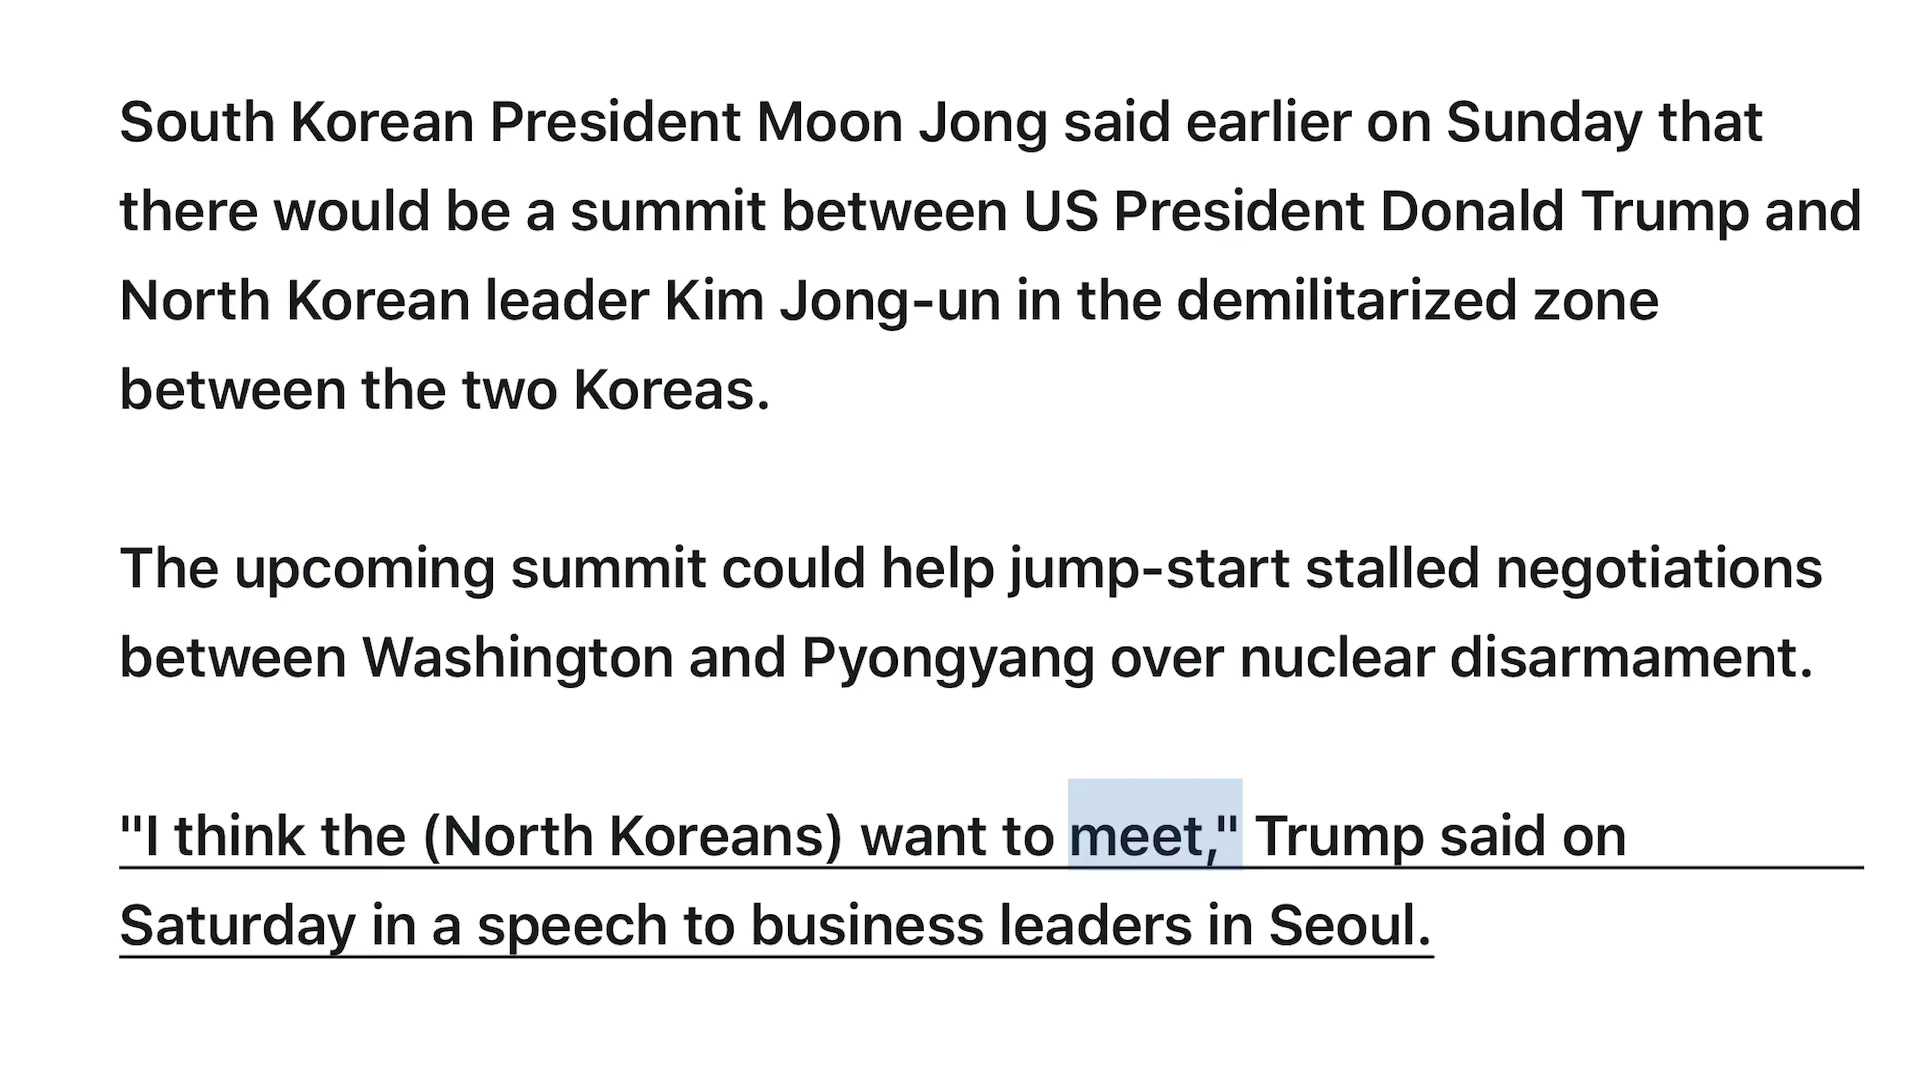 South Korean President Moon Jong said earlier on Sunday that
there would be a summit between US President Donald Trump and
North Korean leader Kim Jong-un in the demilitarized zone
between the two Koreas.
The upcoming summit could help jump-start stalled negotiations
between Washington and Pyongyang over nuclear disarmament.
"I think the (North Koreans) want to meet," Trump said on
Saturday in a speech to business leaders in Seoul.